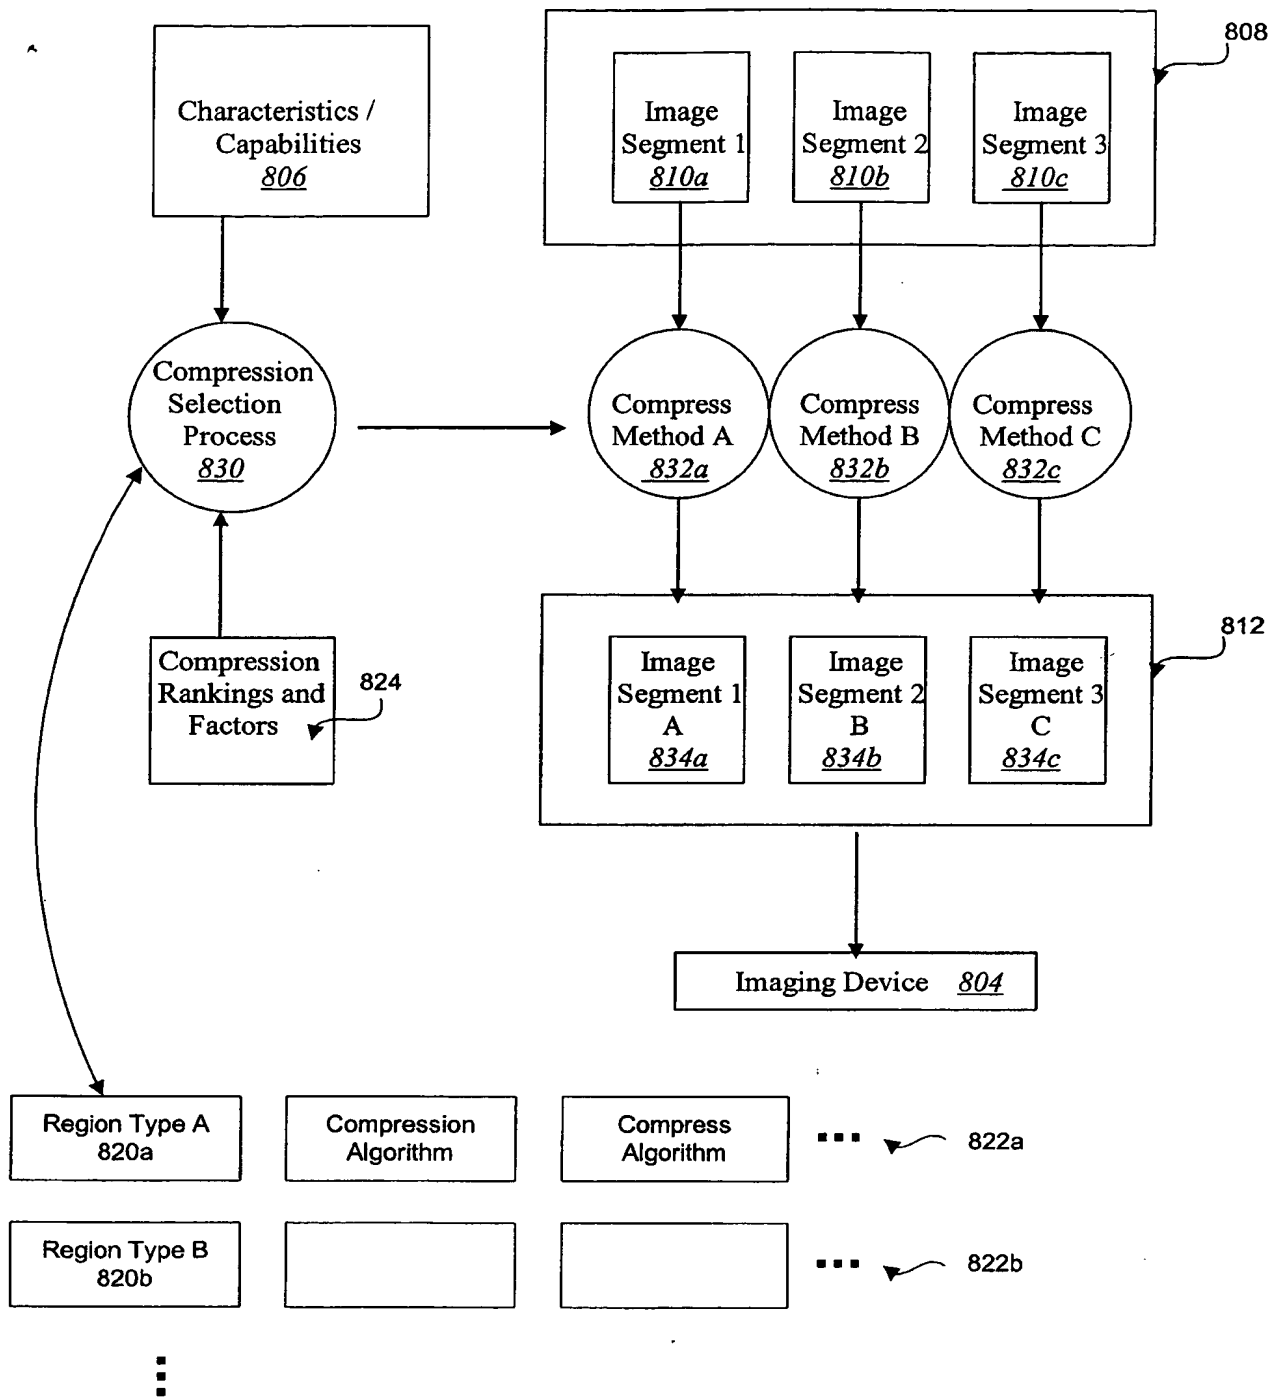 Characteristics /
Capabilities
806
808
Image
Segment 1
810a
Image
Segment 2
810b
Image
Segment 3
810c
Compression
Selection
Process
830
Compress
Method A
832a
Compress
Method B
832b
Compress
Method C
832c
Compression
Rankings and
Factors
824
812
Image
Segment 1
A
834a
Image
Segment 2
B
834b
Image
Segment 3
C
834c
Imaging Device 804
Region Type A
820a
Compression
Algorithm
Compress
Algorithm
822a
Region Type B
820b
822b